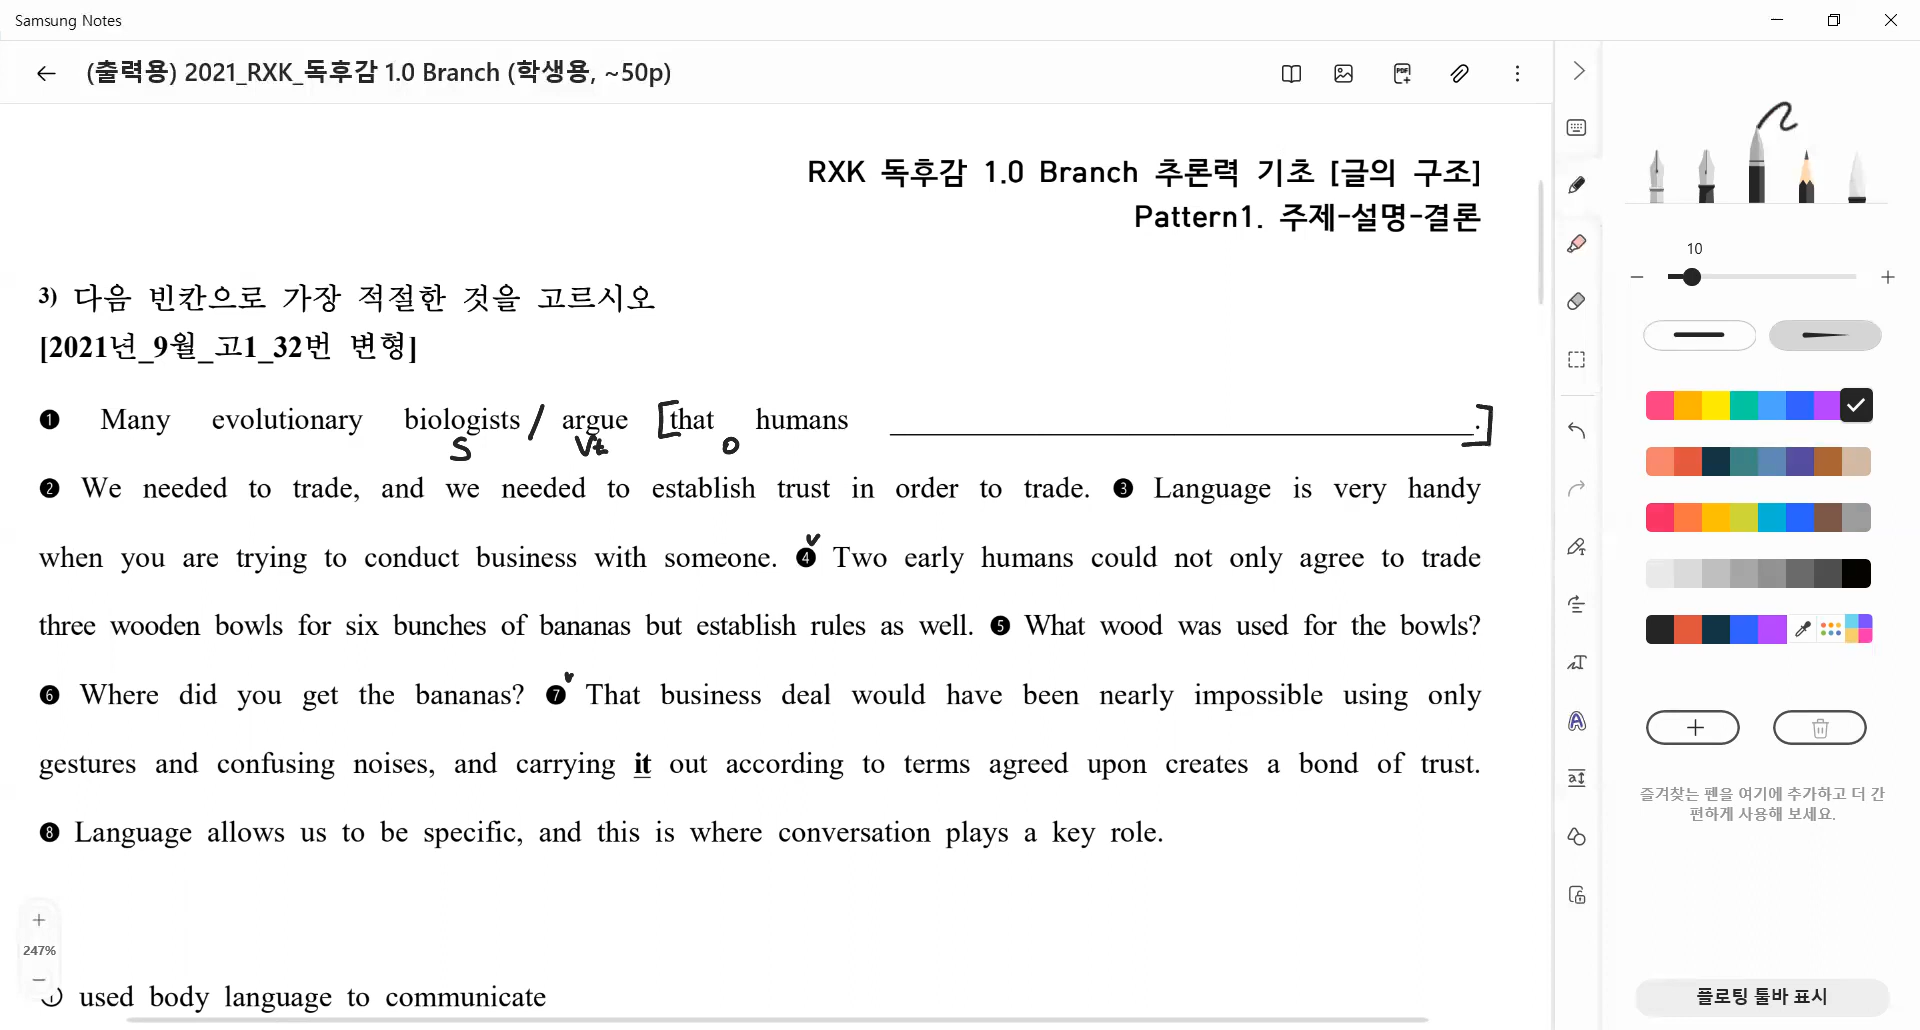 Samsung Notes
(출력용) 2021_RXK_독후감 1.0 Branch (학생용, ~50p)
RXK 독후감 1.0 Branch 추론력 기초 [글의 구조]
Pattern1. 주제-설명-결론
3) 다음 빈칸으로 가장 적절한 것을 고르시오
[2021년_9월_고1_32번 변형]
❶ Many evolutionary biologists / argue [that humans ______________.]
S Vt O
❷ We needed to trade, and we needed to establish trust in order to trade. ❸ Language is very handy
when you are trying to conduct business with someone. ❹ Two early humans could not only agree to trade
three wooden bowls for six bunches of bananas but establish rules as well. ❺ What wood was used for the bowls?
❻ Where did you get the bananas? ❼ That business deal would have been nearly impossible using only
gestures and confusing noises, and carrying it out according to terms agreed upon creates a bond of trust.
❽ Language allows us to be specific, and this is where conversation plays a key role.
① used body language to communicate
247%
10
즐겨찾는 펜을 여기에 추가하고 더 간
편하게 사용해 보세요.
플로팅 툴바 표시